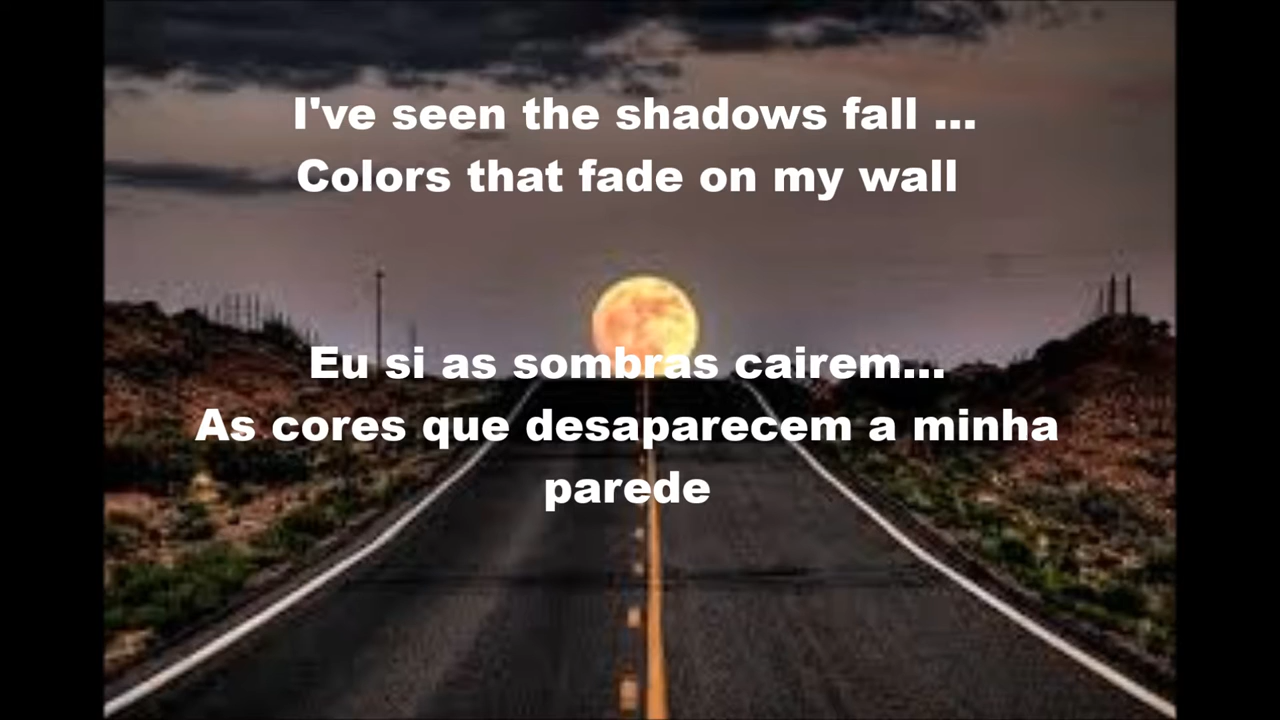 I've seen the shadows fall ...
Colors that fade on my wall
Eu si as sombras cairem...
As cores que desaparecem a minha
parede